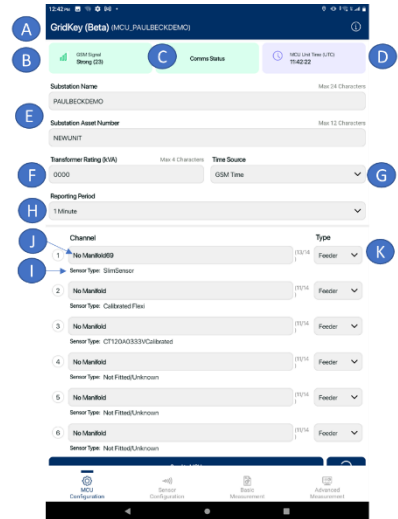 12:42
A
GridKey (Beta) (MCU_PAULBECKDEMO)
B
GSM Signal
Strong (23)
C
Comms Status
MCU Unit Time (UTC)
11:42:22
D
Substation Name
Max 24 Characters
PAULBECKDEMO
E
Substation Asset Number
Max 12 Characters
NEWUNIT
Transformer Rating (kVA)
Max 4 Characters
Time Source
F
0000
GSM Time
G
Reporting Period
H
1 Minute
Channel
Type
J
1
No Manifold69
(13/14
)
Feeder
K
I
Sensor Type: SlimSensor
2
No Manifold
(11/14
)
Feeder
Sensor Type: Calibrated Flexi
3
No Manifold
(11/14
)
Feeder
Sensor Type: CT120A0333VCalibrated
4
No Manifold
(11/14
)
Feeder
Sensor Type: Not Fitted/Unknown
5
No Manifold
(11/14
)
Feeder
Sensor Type: Not Fitted/Unknown
6
No Manifold
(11/14
)
Feeder
Sensor Type: Not Fitted/Unknown
MCU
Configuration
Sensor
Configuration
Basic
Measurement
Advanced
Measurement